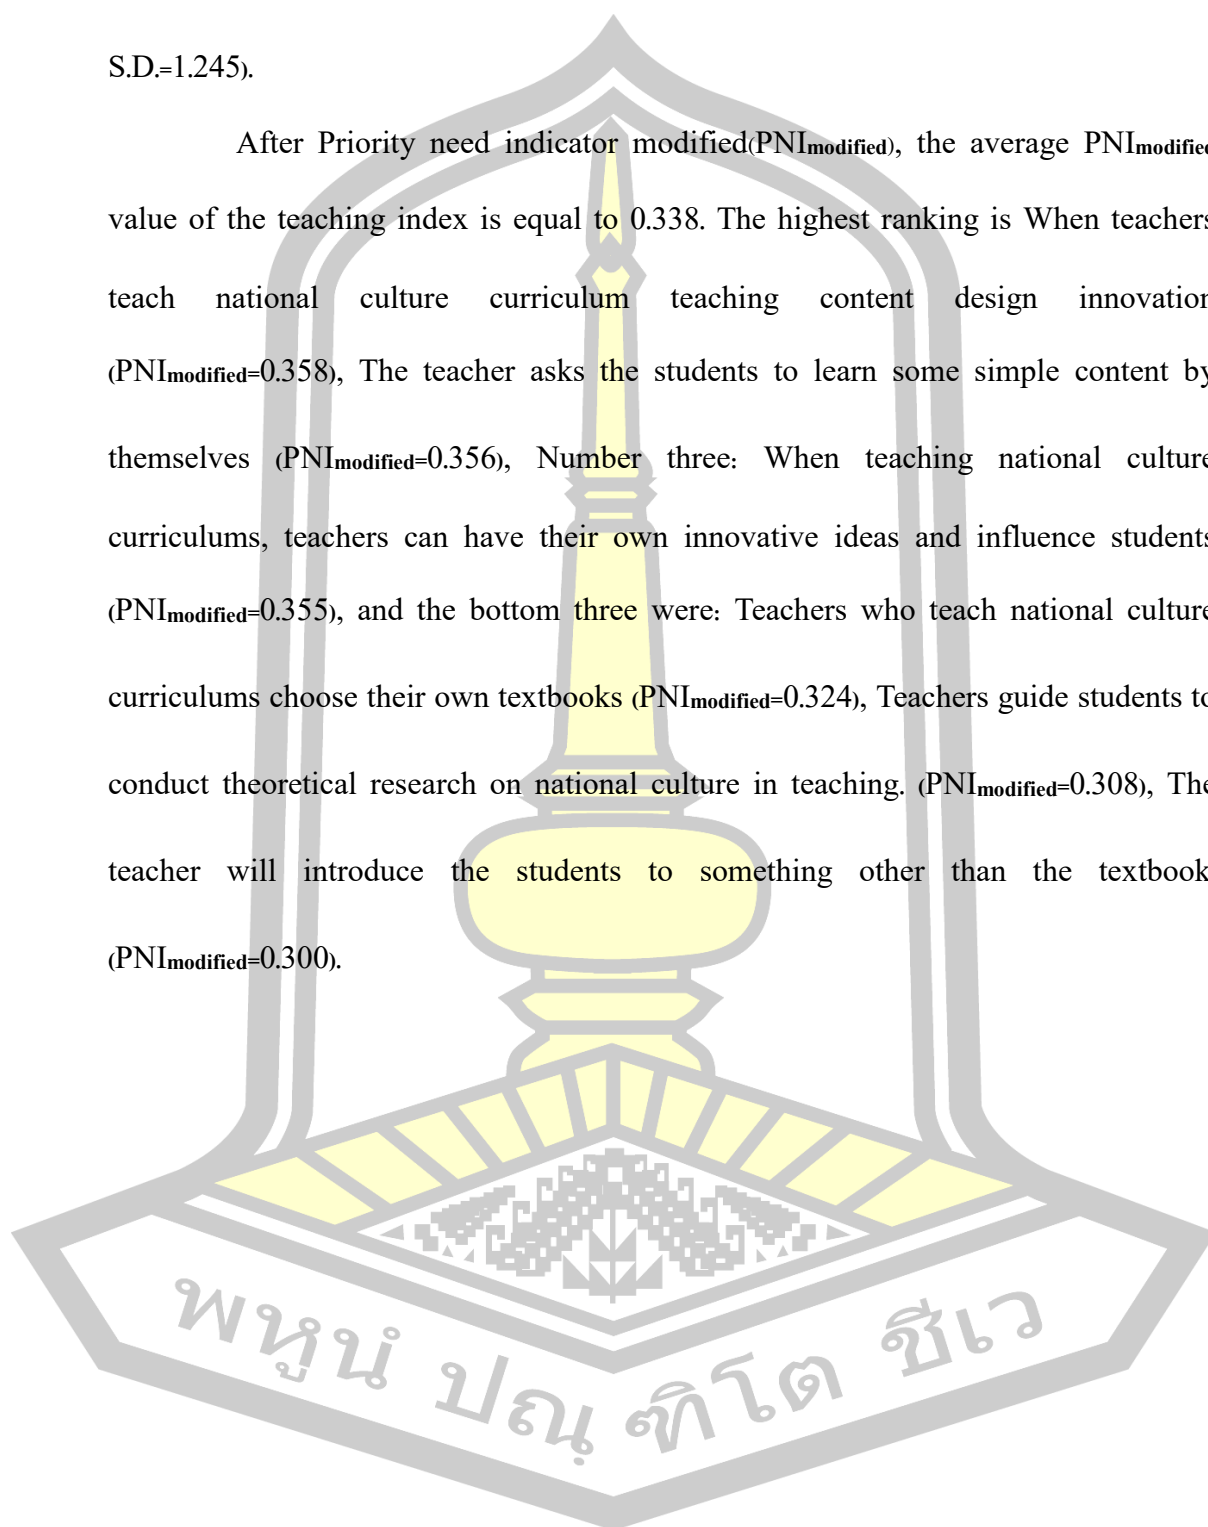 S.D.=1.245).
After Priority need indicator modified(PNImodified), the average PNImodified
value of the teaching index is equal to 0.338. The highest ranking is When teachers
teach national culture curriculum teaching content design innovation
(PNImodified=0.358), The teacher asks the students to learn some simple content by
themselves (PNImodified=0.356), Number three: When teaching national culture
curriculums, teachers can have their own innovative ideas and influence students
(PNImodified=0.355), and the bottom three were: Teachers who teach national culture
curriculums choose their own textbooks (PNImodified=0.324), Teachers guide students to
conduct theoretical research on national culture in teaching. (PNImodified=0.308), The
teacher will introduce the students to something other than the textbook
(PNImodified=0.300).
พหูนํ ปณฺฑิโต ชีเว